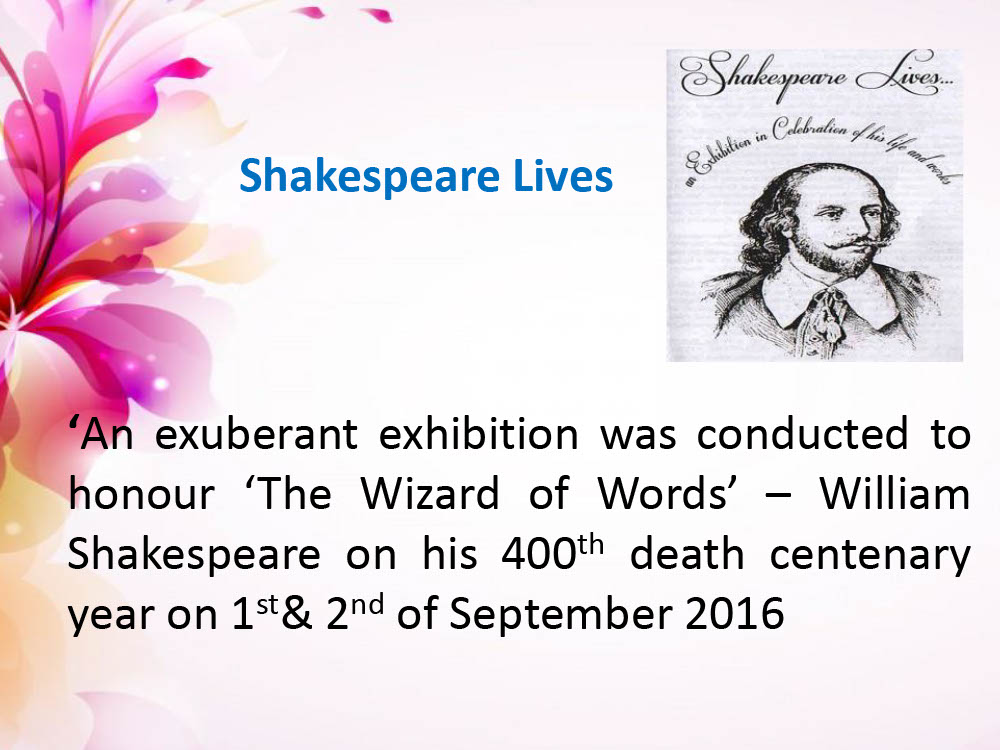 Shakespeare Lives...
an Exhibition in Celebration of his life and works
Shakespeare Lives
‘An exuberant exhibition was conducted to
honour ‘The Wizard of Words’ – William
Shakespeare on his 400th death centenary
year on 1st& 2nd of September 2016